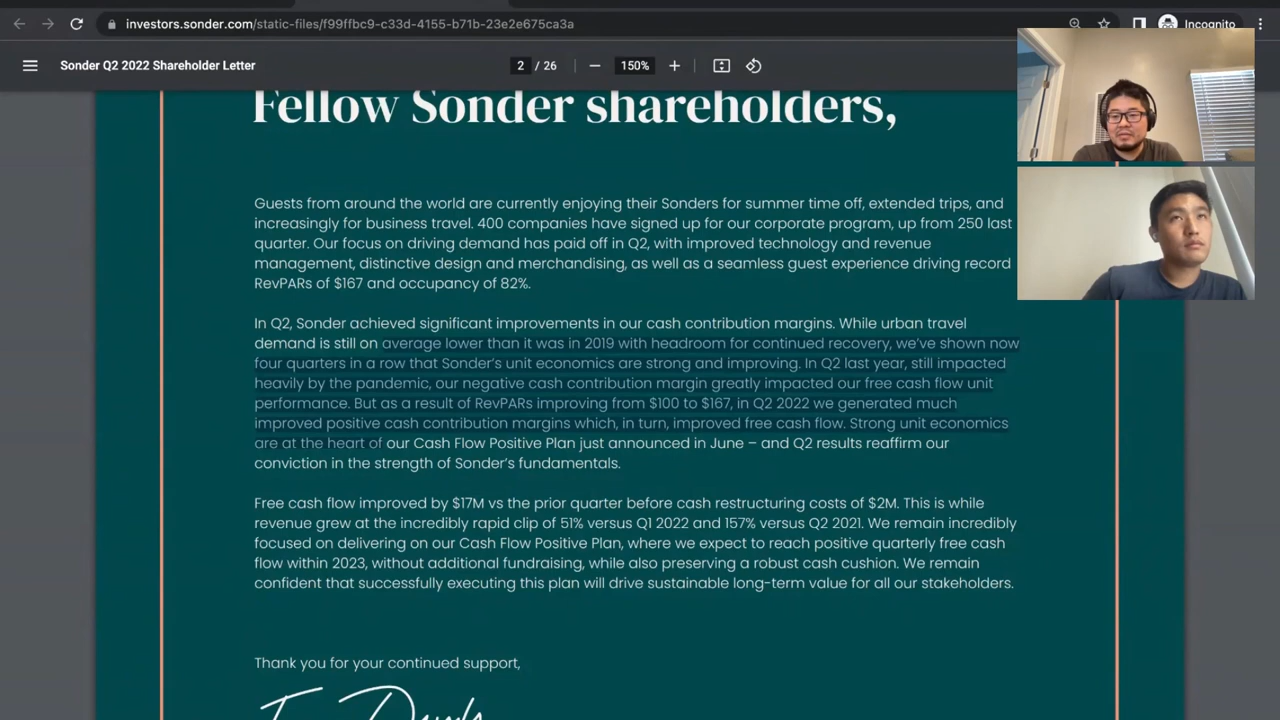 investors.sonder.com/static-files/f99ffbc9-c33d-4155-b71b-23e2e675ca3a
Incognito
Sonder Q2 2022 Shareholder Letter
2 / 26
150%
Fellow Sonder shareholders,
Guests from around the world are currently enjoying their Sonders for summer time off, extended trips, and
increasingly for business travel. 400 companies have signed up for our corporate program, up from 250 last
quarter. Our focus on driving demand has paid off in Q2, with improved technology and revenue
management, distinctive design and merchandising, as well as a seamless guest experience driving record
RevPARs of $167 and occupancy of 82%.
In Q2, Sonder achieved significant improvements in our cash contribution margins. While urban travel
demand is still on average lower than it was in 2019 with headroom for continued recovery, we’ve shown now
four quarters in a row that Sonder’s unit economics are strong and improving. In Q2 last year, still impacted
heavily by the pandemic, our negative cash contribution margin greatly impacted our free cash flow unit
performance. But as a result of RevPARs improving from $100 to $167, in Q2 2022 we generated much
improved positive cash contribution margins which, in turn, improved free cash flow. Strong unit economics
are at the heart of our Cash Flow Positive Plan just announced in June – and Q2 results reaffirm our
conviction in the strength of Sonder’s fundamentals.
Free cash flow improved by $17M vs the prior quarter before cash restructuring costs of $2M. This is while
revenue grew at the incredibly rapid clip of 51% versus Q1 2022 and 157% versus Q2 2021. We remain incredibly
focused on delivering on our Cash Flow Positive Plan, where we expect to reach positive quarterly free cash
flow within 2023, without additional fundraising, while also preserving a robust cash cushion. We remain
confident that successfully executing this plan will drive sustainable long-term value for all our stakeholders.
Thank you for your continued support,